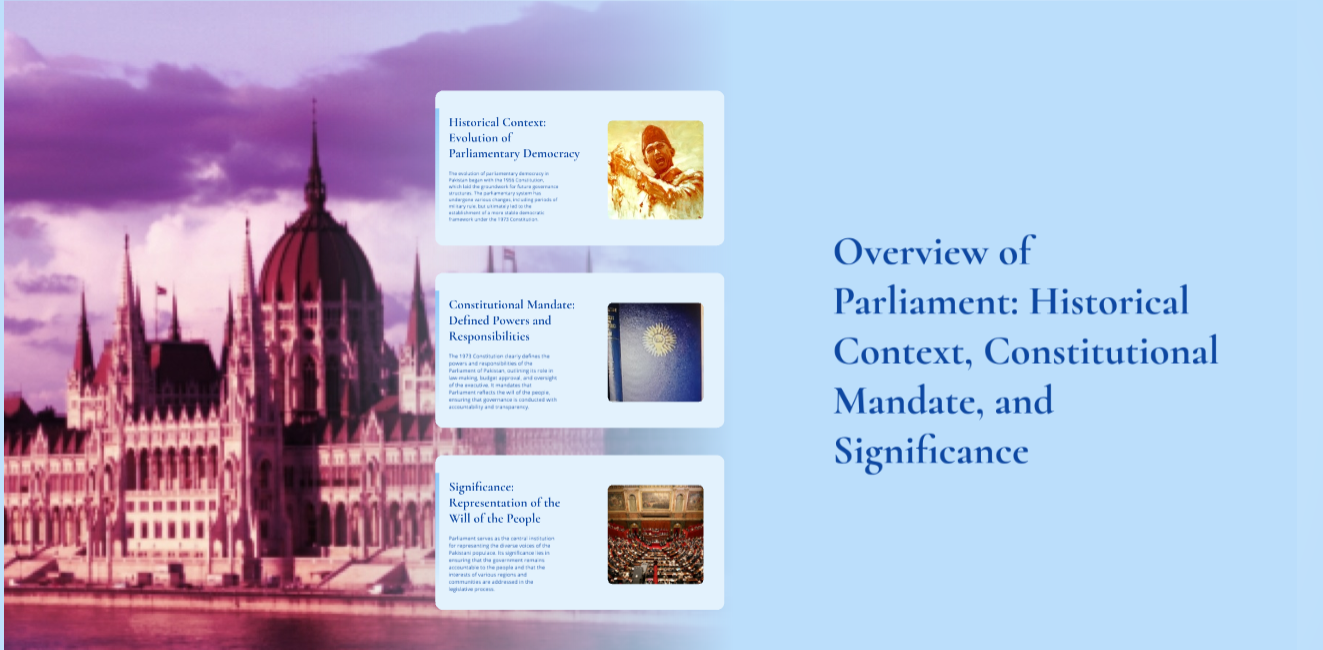 Historical Context:
Evolution of
Parliamentary Democracy
The evolution of parliamentary democracy in
Pakistan began with the 1956 Constitution,
which laid the groundwork for future governance
structures. The parliamentary system has
undergone various changes, including periods of
military rule, but ultimately led to the
establishment of a more stable democratic
framework under the 1973 Constitution.
Constitutional Mandate:
Defined Powers and
Responsibilities
The 1973 Constitution clearly defines the
powers and responsibilities of the
Parliament of Pakistan, outlining its role in
law-making, budget approval, and oversight
of the executive. It mandates that
Parliament reflects the will of the people,
ensuring that governance is conducted with
accountability and transparency.
Significance:
Representation of the
Will of the People
Parliament serves as the central institution
for representing the diverse voices of the
Pakistani populace. Its significance lies in
ensuring that the government remains
accountable to the people and that the
interests of various regions and
communities are addressed in the
legislative process.
Overview of
Parliament: Historical
Context, Constitutional
Mandate, and
Significance